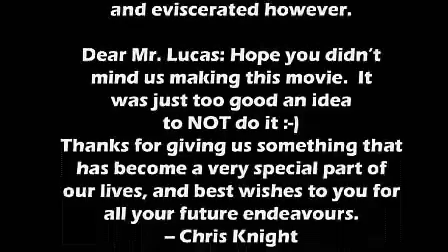 and eviscerated however.
Dear Mr. Lucas: Hope you didn't
mind us making this movie. It
was just too good an idea
to NOT do it :-)
Thanks for giving us something that
has become a very special part of
our lives, and best wishes to you for
all your future endeavours.
– Chris Knight